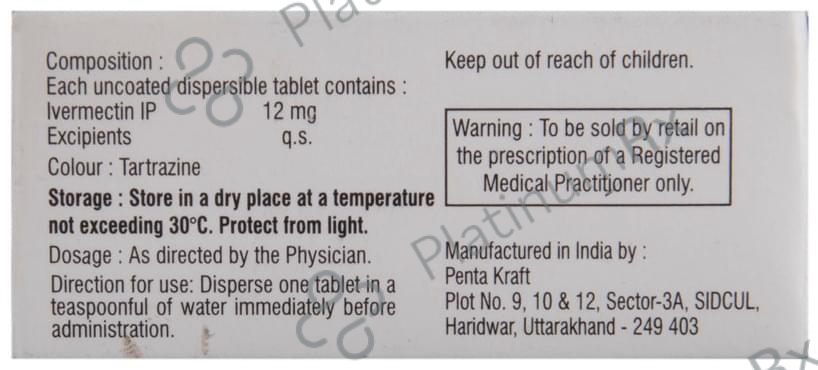 Composition :
Each uncoated dispersible tablet contains :
Ivermectin IP 12 mg
Excipients q.s.
Colour : Tartrazine
Storage : Store in a dry place at a temperature
not exceeding 30°C. Protect from light.
Dosage : As directed by the Physician.
Direction for use: Disperse one tablet in a
teaspoonful of water immediately before
administration.
Keep out of reach of children.
Warning : To be sold by retail on
the prescription of a Registered
Medical Practitioner only.
Manufactured in India by :
Penta Kraft
Plot No. 9, 10 & 12, Sector-3A, SIDCUL,
Haridwar, Uttarakhand - 249 403
PlatinumRx
Plat
Rx